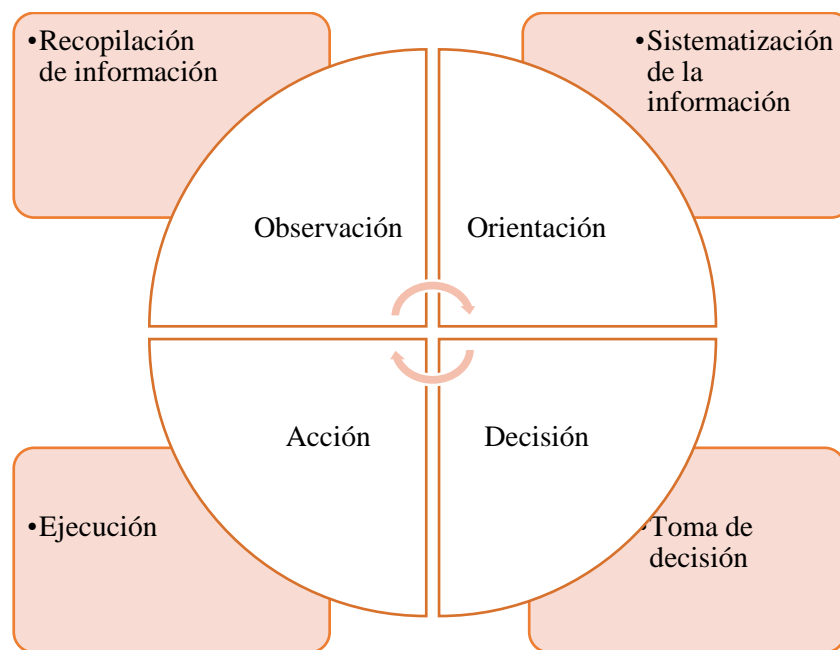 •Recopilación
de información
•Sistematización
de la
información
Observación
Orientación
Acción
Decisión
•Ejecución
•Toma de
decisión